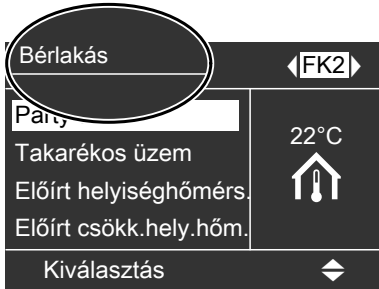 Bérlakás
FK2
Party
Takarékos üzem
22°C
Előírt helyiséghőmérs.
Előírt csökk.hely.hőm.
Kiválasztás